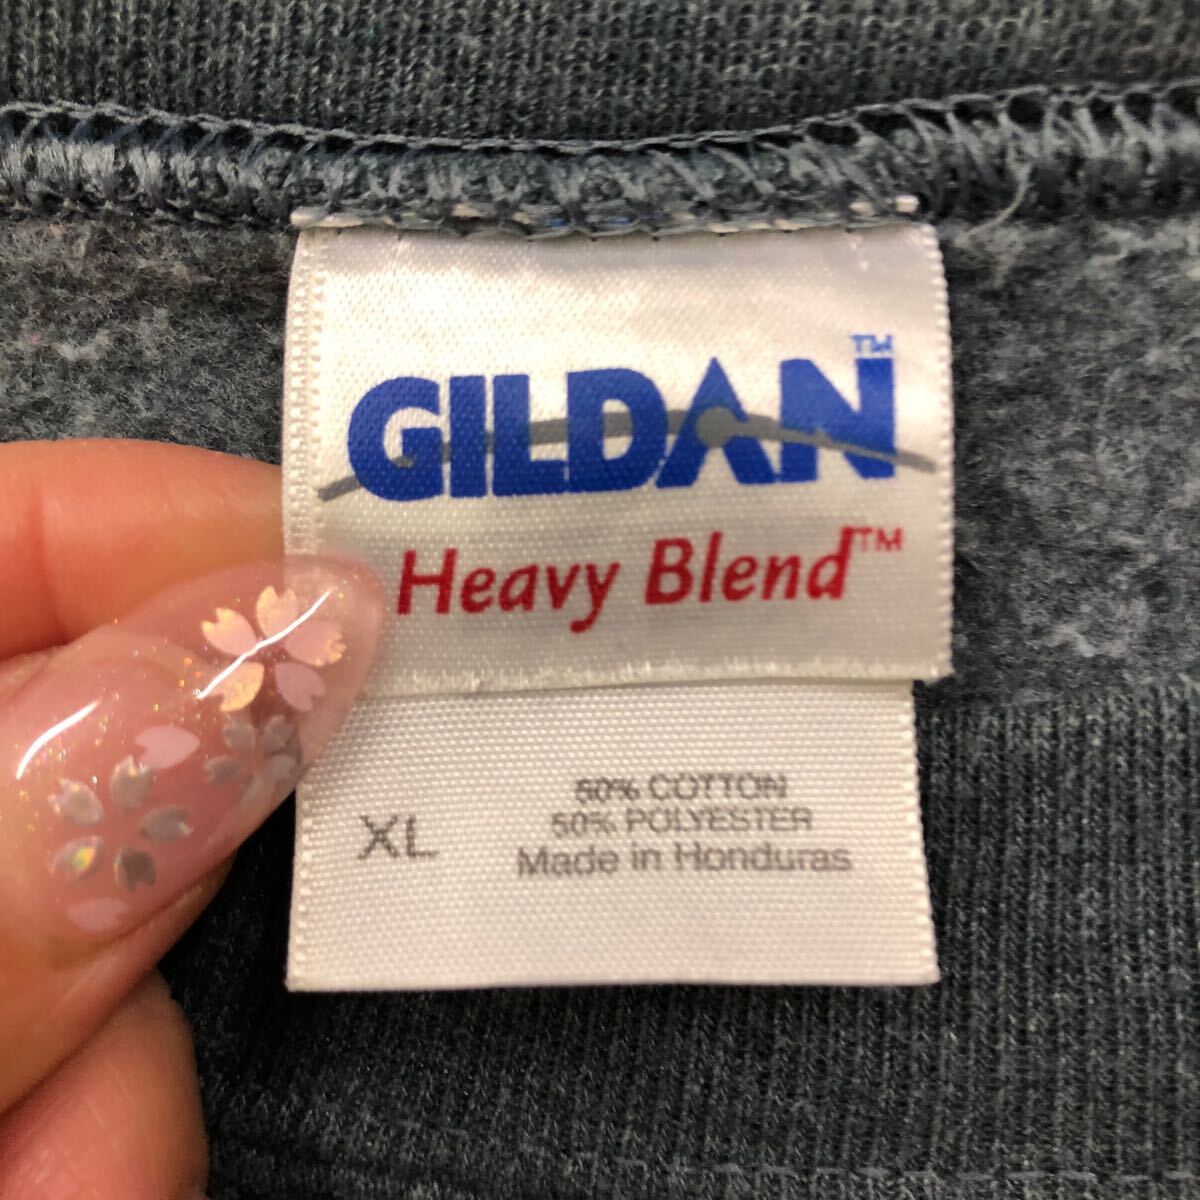 GILDAN™
Heavy Blend™
50% COTTON
50% POLYESTER
XL
Made in Honduras